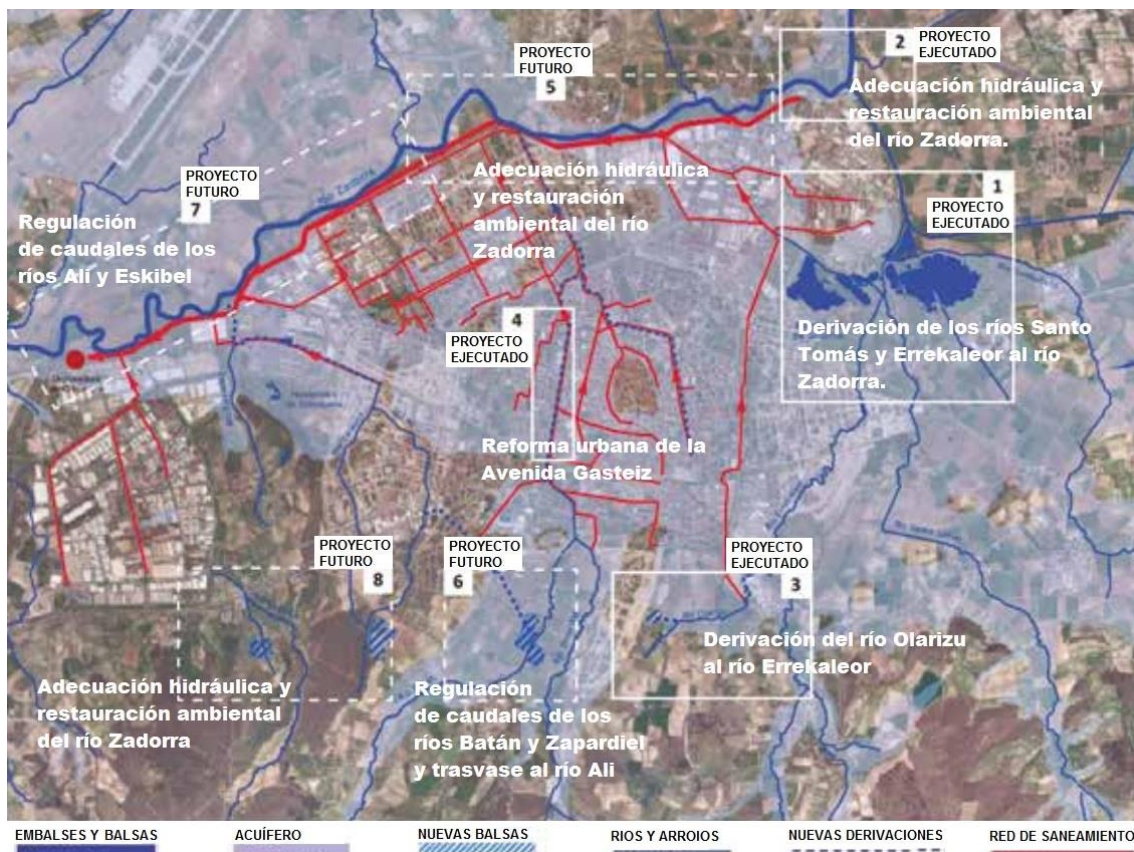 PROYECTO
FUTURO
5
2
PROYECTO
EJECUTADO
Adecuación hidráulica y
restauración ambiental
del río Zadorra.
PROYECTO
FUTURO
7
Regulación
de caudales de los
ríos Alí y Eskibel
Adecuación hidráulica
y restauración
ambiental del río
Zadorra
1
PROYECTO
EJECUTADO
Derivación de los ríos Santo
Tomás y Errekaleor al río
Zadorra.
4
PROYECTO
EJECUTADO
Reforma urbana de la
Avenida Gasteiz
PROYECTO
FUTURO
8
Adecuación hidráulica y
restauración ambiental
del río Zadorra
PROYECTO
FUTURO
6
Regulación
de caudales de los
ríos Batán y Zapardiel
y trasvase al río Ali
PROYECTO
EJECUTADO
3
Derivación del río Olarizu
al río Errekaleor
Río Zadorra
EMBALSES Y BALSAS
ACUÍFERO
NUEVAS BALSAS
RIOS Y ARROIOS
NUEVAS DERIVACIONES
RED DE SANEAMIENTO